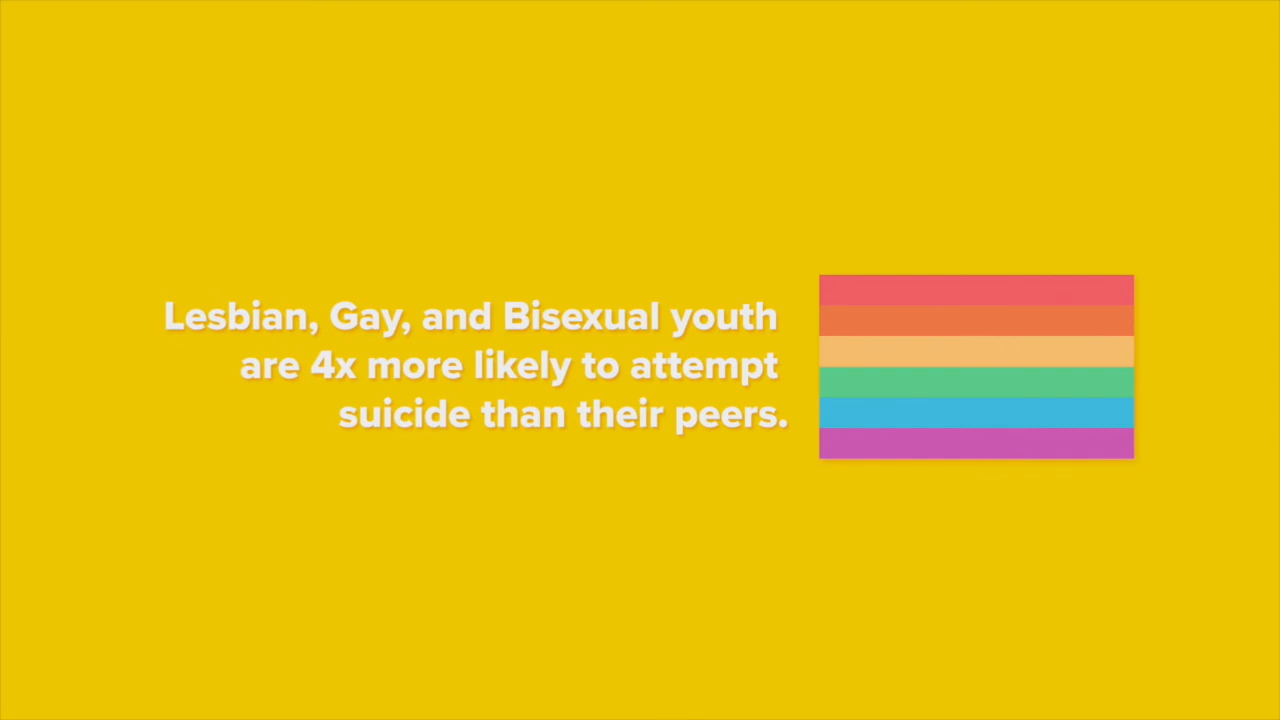 Lesbian, Gay, and Bisexual youth
are 4x more likely to attempt
suicide than their peers.